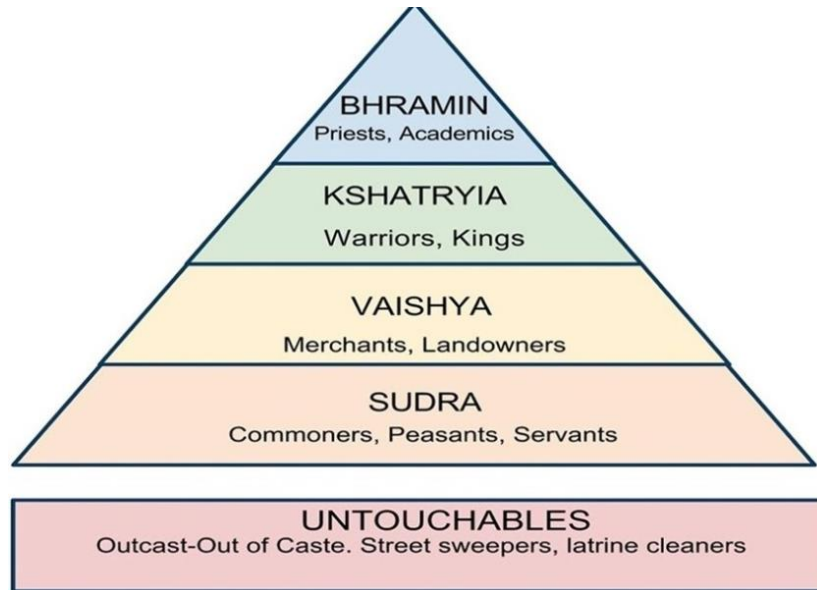 BHRAMIN
Priests, Academics
KSHATRYIA
Warriors, Kings
VAISHYA
Merchants, Landowners
SUDRA
Commoners, Peasants, Servants
UNTOUCHABLES
Outcast-Out of Caste. Street sweepers, latrine cleaners